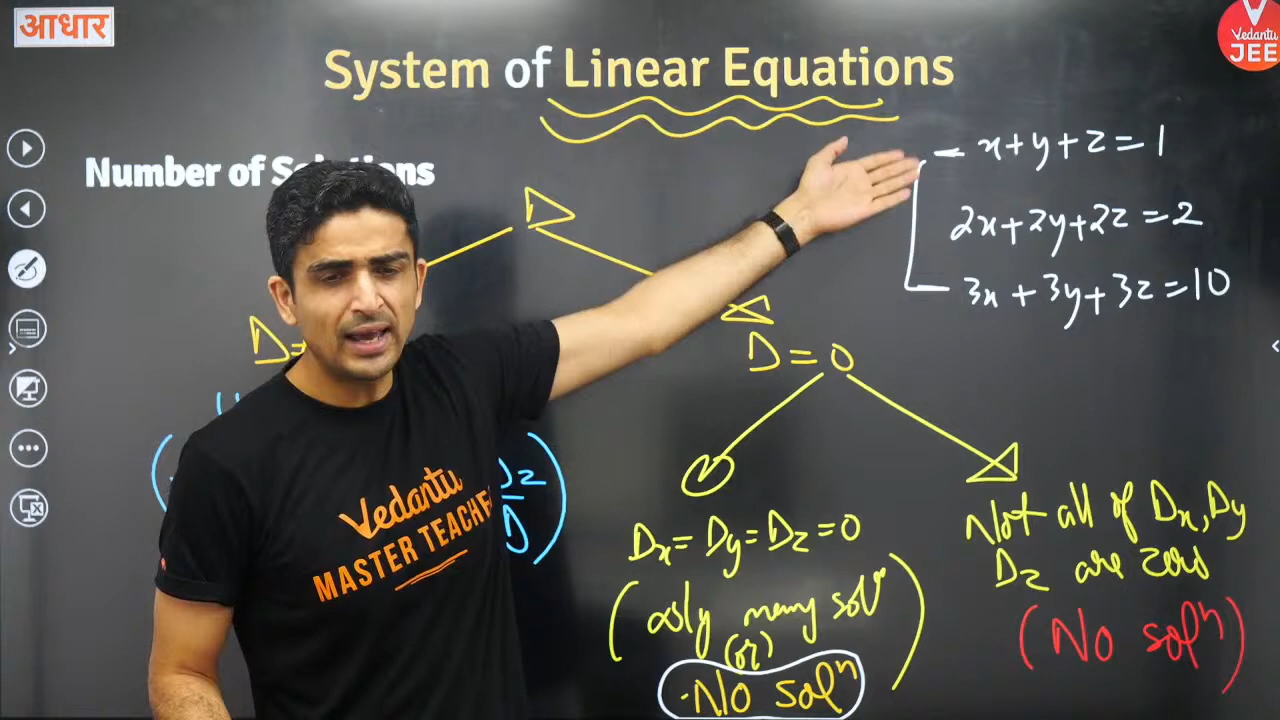 आधार
Vedantu
JEE
System of Linear Equations
Number of Solutions
x+y+z=1
2x+2y+2z=2
3x+3y+3z=10
D
D=
D=0
Dz
D
Dx=Dy=Dz=0
(∞ly many solⁿ
(or)
No solⁿ)
Not all of Dx, Dy
Dz are zero
(No solⁿ)
Vedantu
MASTER TEACHER